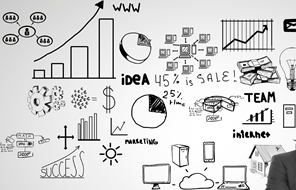 WWW
iDEA 45% is SALE!
$
25%
time
TEAM
MARKETING
internet
SUCCESS